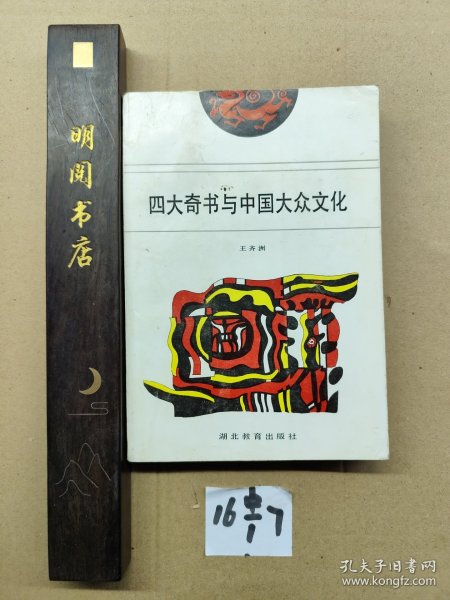 明阅书店
四大奇书与中国大众文化
王齐洲
湖北教育出版社
16
1
7
孔夫子旧书网
www.kongfz.com